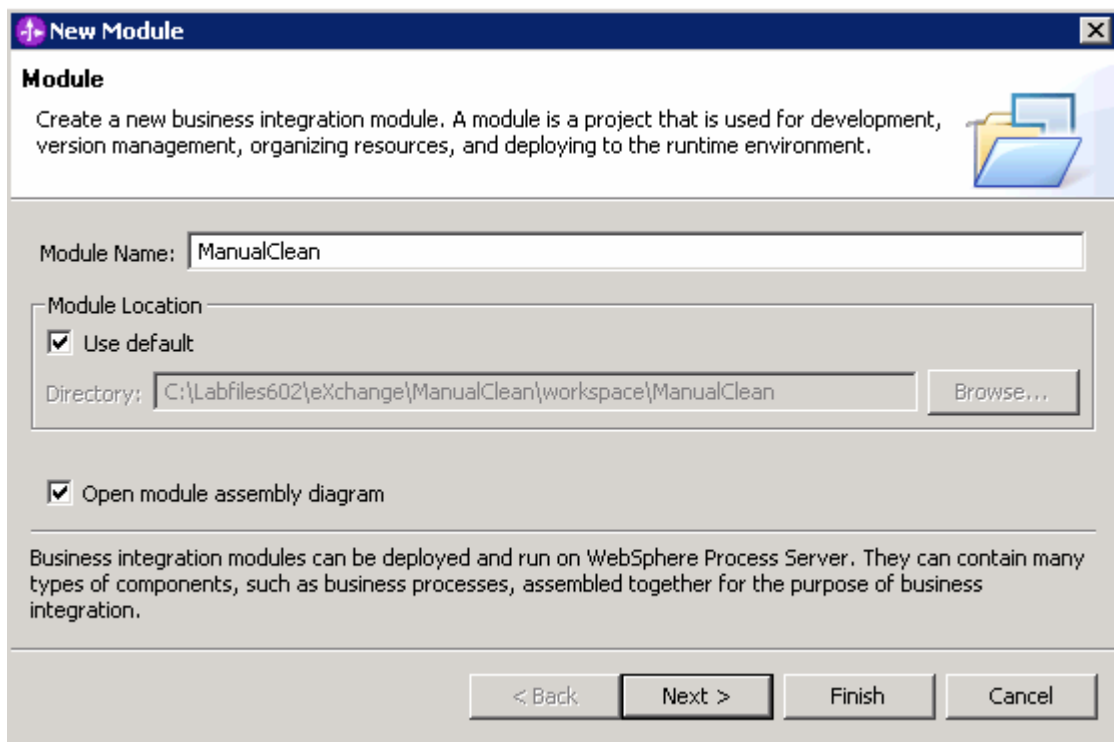 New Module
Module
Create a new business integration module. A module is a project that is used for development,
version management, organizing resources, and deploying to the runtime environment.
Module Name: ManualClean
Module Location
Use default
Directory: C:\Labfiles602\eXchange\ManualClean\workspace\ManualClean Browse...
Open module assembly diagram
Business integration modules can be deployed and run on WebSphere Process Server. They can contain many
types of components, such as business processes, assembled together for the purpose of business
integration.
< Back Next > Finish Cancel